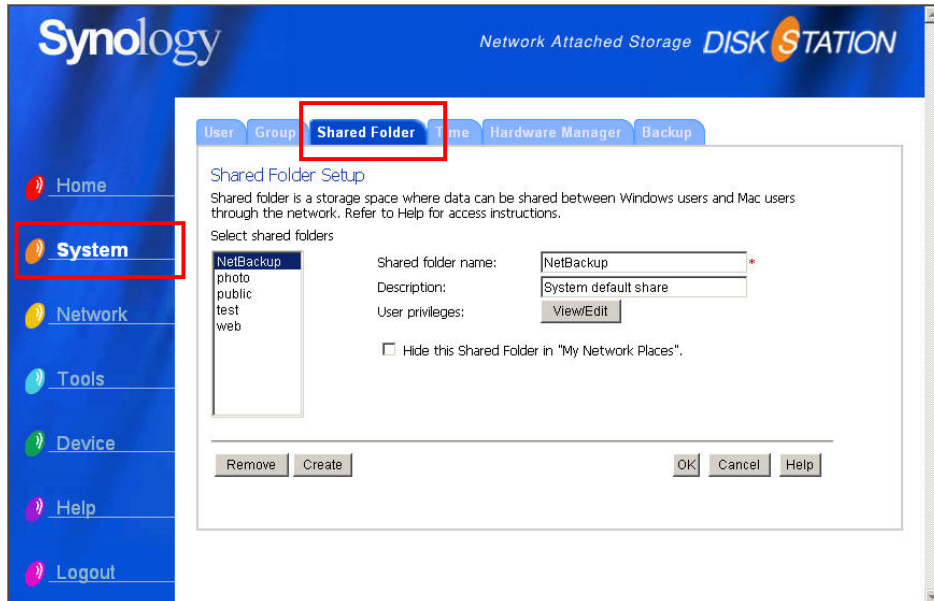 Synology
Network Attached Storage DISK STATION
User Group Shared Folder Time Hardware Manager Backup
Home
System
Network
Tools
Device
Help
Logout
Shared Folder Setup
Shared folder is a storage space where data can be shared between Windows users and Mac users
through the network. Refer to Help for access instructions.
Select shared folders
NetBackup
photo
public
test
web
Shared folder name: NetBackup *
Description: System default share
User privileges: View/Edit
Hide this Shared Folder in "My Network Places".
Remove Create OK Cancel Help